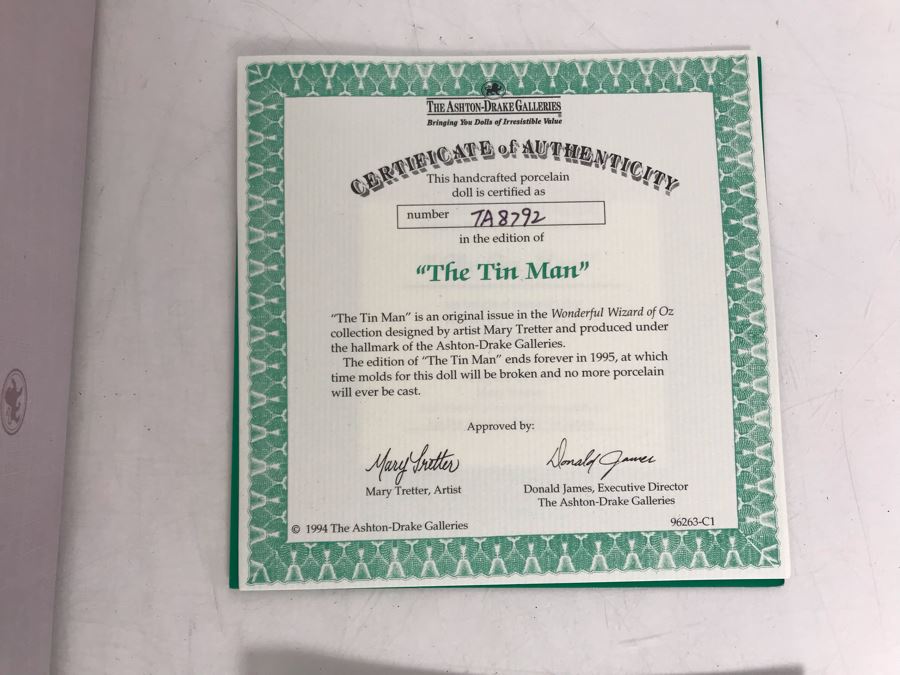 THE ASHTON-DRAKE GALLERIES
Bringing You Dolls of Irresistible Value
CERTIFICATE of AUTHENTICITY
This handcrafted porcelain
doll is certified as
number TA8792
in the edition of
“The Tin Man”
“The Tin Man” is an original issue in the Wonderful Wizard of Oz
collection designed by artist Mary Tretter and produced under
the hallmark of the Ashton-Drake Galleries.
The edition of “The Tin Man” ends forever in 1995, at which
time molds for this doll will be broken and no more porcelain
will ever be cast.
Approved by:
Mary Tretter Donald James
Mary Tretter, Artist Donald James, Executive Director
The Ashton-Drake Galleries
© 1994 The Ashton-Drake Galleries 96263-C1